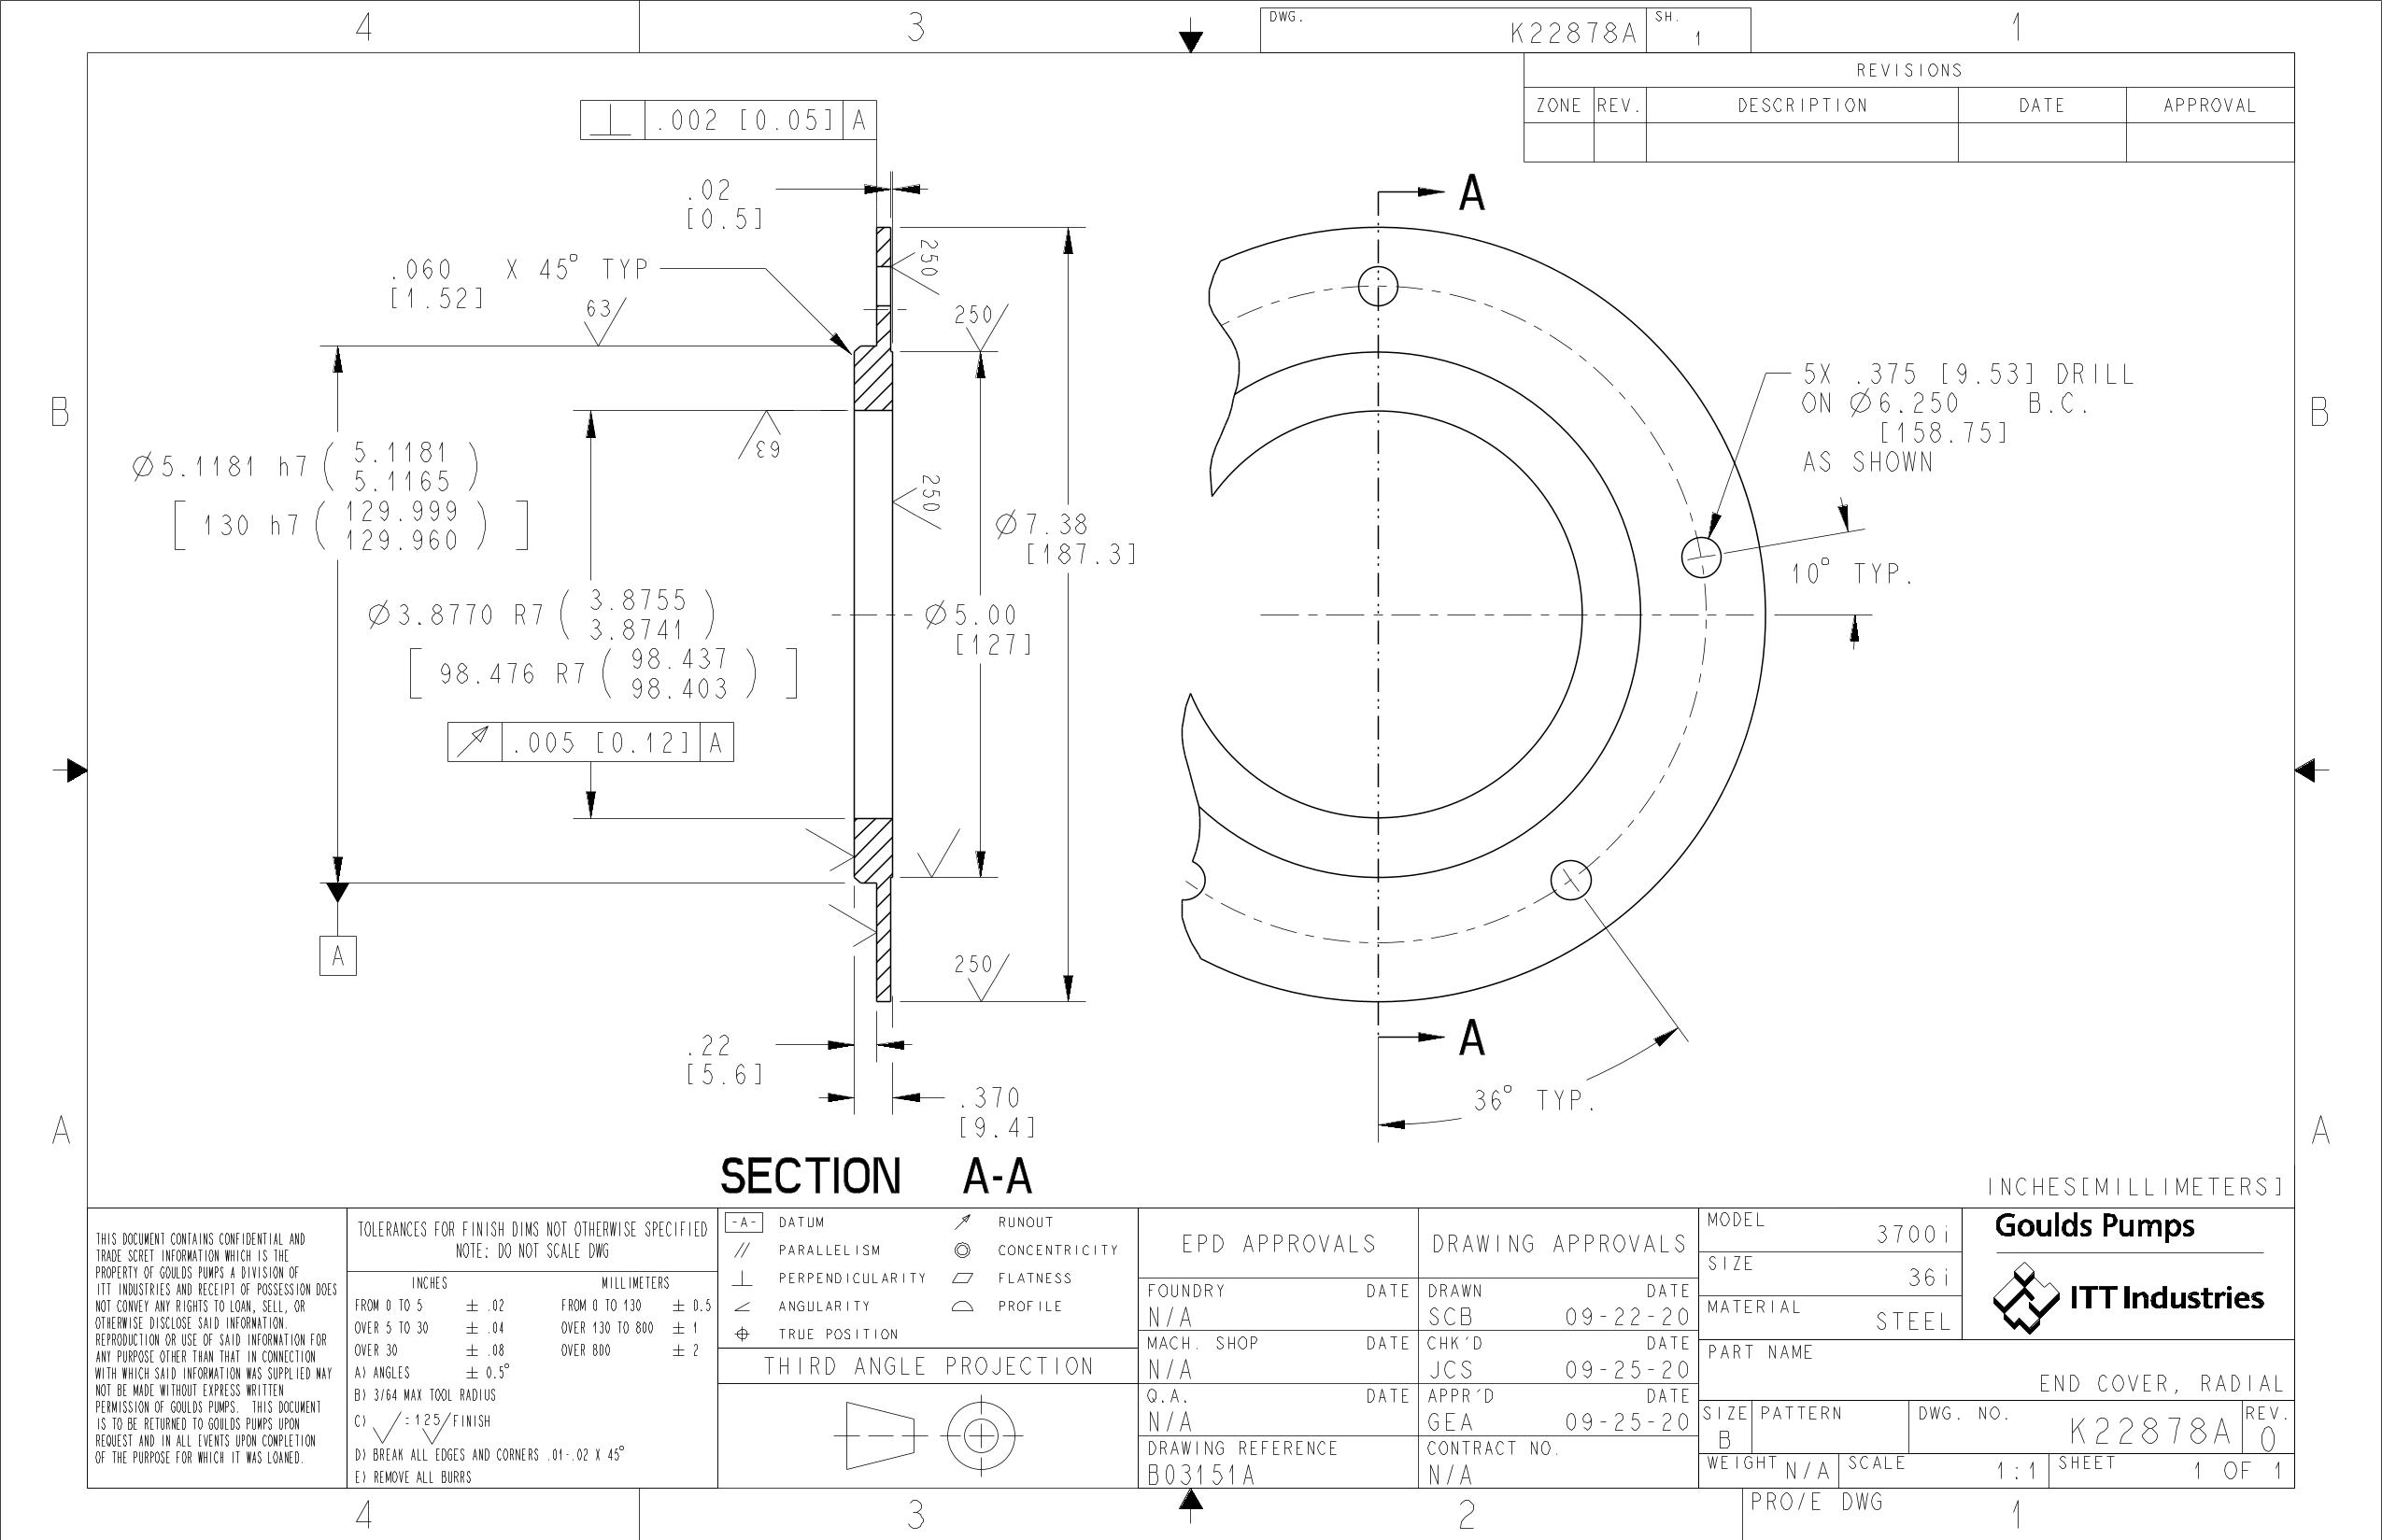 4
3
DWG.
K22878A
SH.
1
1
REVISIONS
ZONE REV. DESCRIPTION DATE APPROVAL
.002 [0.05] A
.02
[0.5]
.060 X 45° TYP
[1.52]
63
250
250
Ø5.1181 h7 ( 5.1181
5.1165 )
[ 130 h7 ( 129.999
129.960 ) ]
63
250
Ø7.38
[187.3]
Ø3.8770 R7 ( 3.8755
3.8741 )
[ 98.476 R7 ( 98.437
98.403 ) ]
Ø5.00
[127]
.005 [0.12] A
A
250
.22
[5.6]
.370
[9.4]
SECTION A-A
A
5X .375 [9.53] DRILL
ON Ø6.250 B.C.
[158.75]
AS SHOWN
10° TYP.
A
36° TYP.
B
B
A
A
INCHES[MILLIMETERS]
THIS DOCUMENT CONTAINS CONFIDENTIAL AND
TRADE SCRET INFORMATION WHICH IS THE
PROPERTY OF GOULDS PUMPS A DIVISION OF
ITT INDUSTRIES AND RECEIPT OF POSSESSION DOES
NOT CONVEY ANY RIGHTS TO LOAN, SELL, OR
OTHERWISE DISCLOSE SAID INFORMATION.
REPRODUCTION OR USE OF SAID INFORMATION FOR
ANY PURPOSE OTHER THAN THAT IN CONNECTION
WITH WHICH SAID INFORMATION WAS SUPPLIED MAY
NOT BE MADE WITHOUT EXPRESS WRITTEN
PERMISSION OF GOULDS PUMPS. THIS DOCUMENT
IS TO BE RETURNED TO GOULDS PUMPS UPON
REQUEST AND IN ALL EVENTS UPON COMPLETION
OF THE PURPOSE FOR WHICH IT WAS LOANED.
TOLERANCES FOR FINISH DIMS NOT OTHERWISE SPECIFIED
NOTE: DO NOT SCALE DWG
INCHES MILLIMETERS
FROM 0 TO 5 ± .02 FROM 0 TO 130 ± 0.5
OVER 5 TO 30 ± .04 OVER 130 TO 800 ± 1
OVER 30 ± .08 OVER 800 ± 2
A) ANGLES ± 0.5°
B) 3/64 MAX TOOL RADIUS
C) √ = 125/ FINISH
D) BREAK ALL EDGES AND CORNERS .01-.02 X 45°
E) REMOVE ALL BURRS
-A- DATUM RUNOUT
PARALLELISM CONCENTRICITY
PERPENDICULARITY FLATNESS
ANGULARITY PROFILE
TRUE POSITION
THIRD ANGLE PROJECTION
EPD APPROVALS
FOUNDRY DATE
N/A
MACH. SHOP DATE
N/A
Q.A. DATE
N/A
DRAWING REFERENCE
B03151A
DRAWING APPROVALS
DRAWN DATE
SCB 09-22-20
CHK'D DATE
JCS 09-25-20
APPR'D DATE
GEA 09-25-20
CONTRACT NO.
N/A
MODEL
3700i
SIZE
36i
MATERIAL
STEEL
Goulds Pumps
ITT Industries
PART NAME
END COVER, RADIAL
SIZE
B
PATTERN
DWG. NO.
K22878A
REV.
0
WEIGHT N/A
SCALE 1:1
SHEET 1 OF 1
4
3
2
PRO/E DWG
1